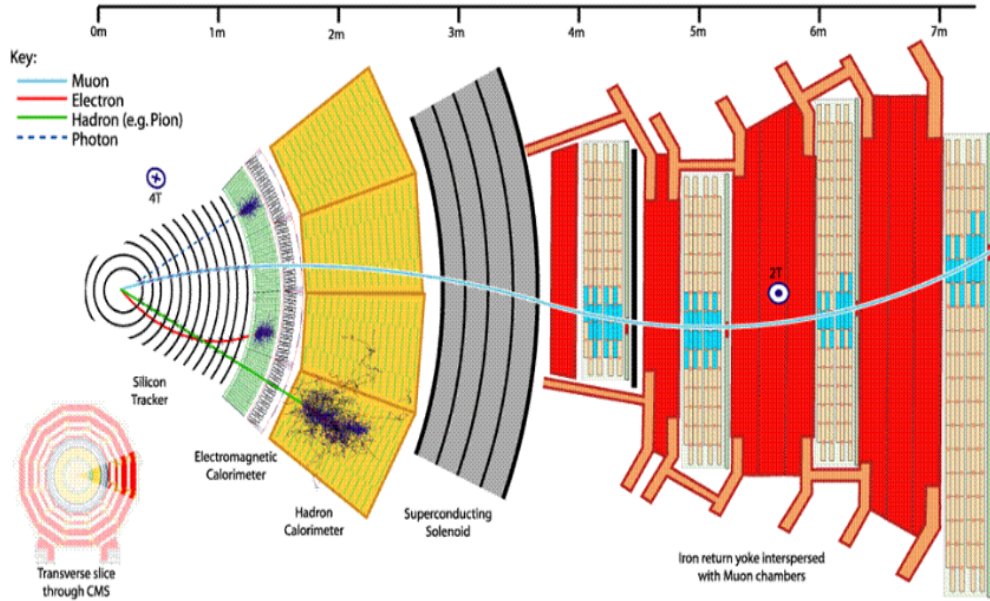 0m 1m 2m 3m 4m 5m 6m 7m
Key:
Muon
Electron
Hadron (e.g. Pion)
Photon
4T
2T
Silicon
Tracker
Electromagnetic
Calorimeter
Hadron
Calorimeter
Superconducting
Solenoid
Iron return yoke interspersed
with Muon chambers
Transverse slice
through CMS